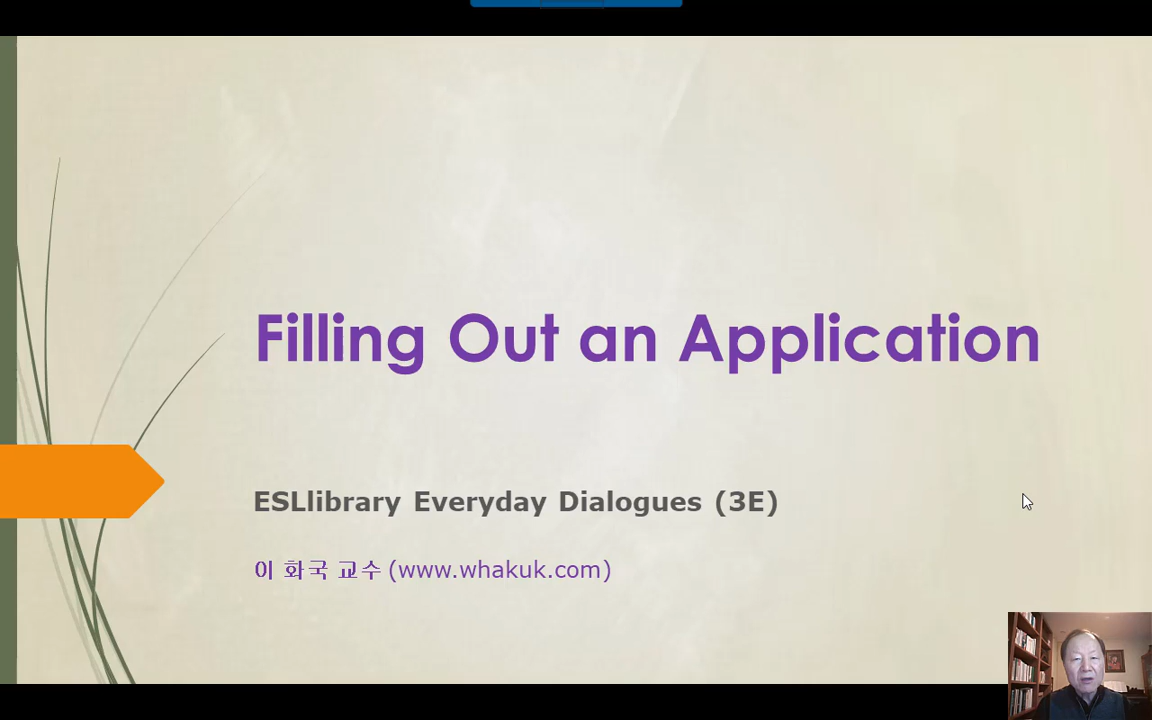 Filling Out an Application
ESLlibrary Everyday Dialogues (3E)
이 화국 교수 (www.whakuk.com)